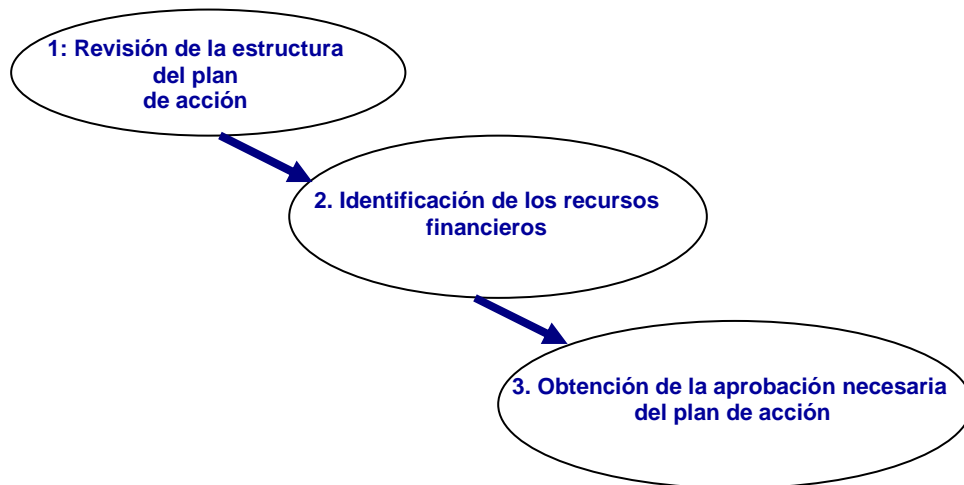 1: Revisión de la estructura
del plan
de acción
2. Identificación de los recursos
financieros
3. Obtención de la aprobación necesaria
del plan de acción